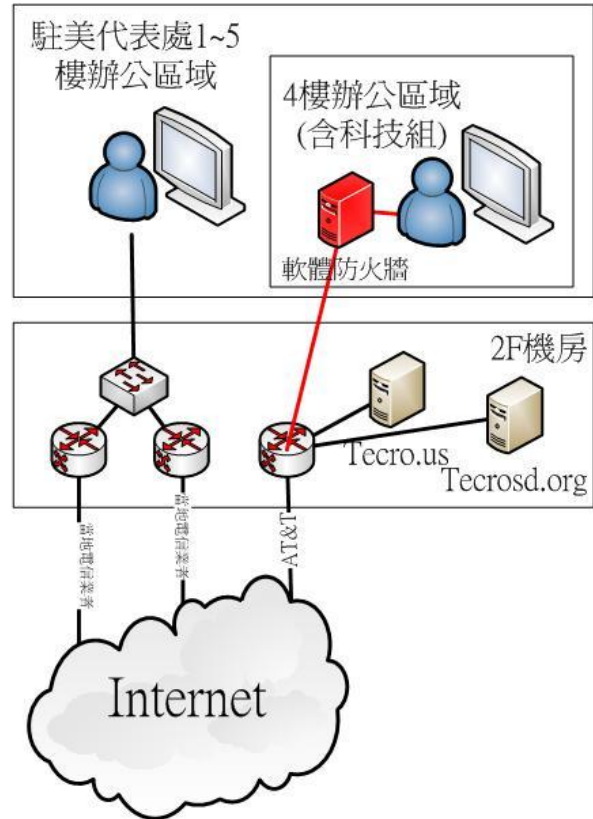 駐美代表處1~5
樓辦公區域
4樓辦公區域
(含科技組)
軟體防火牆
2F機房
Tecro.us
Tecrosd.org
當地電信業者
當地電信業者
AT&T
Internet